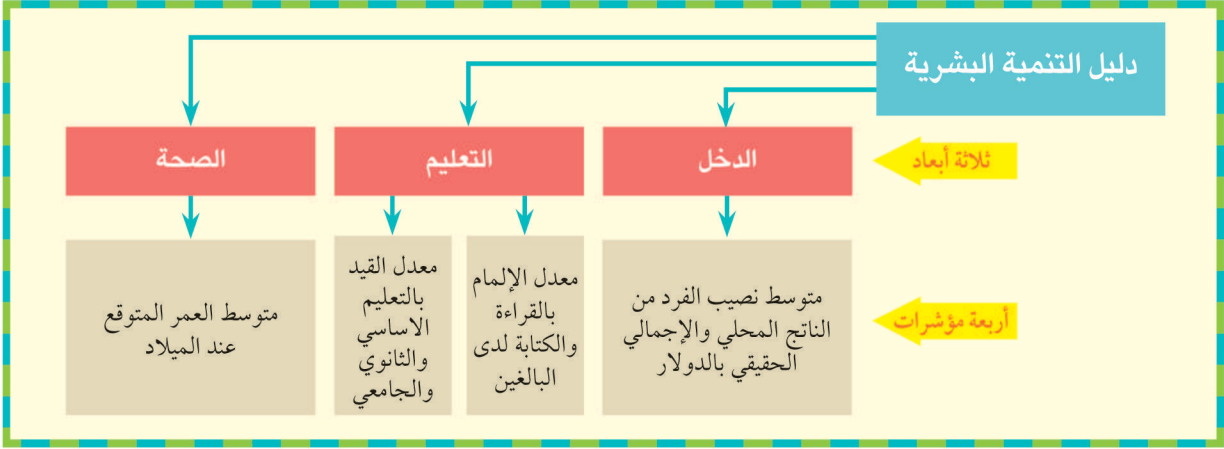 دليل التنمية البشرية
ثلاثة أبعاد
الدخل
التعليم
الصحة
أربعة مؤشرات
متوسط نصيب الفرد من
الناتج المحلي والإجمالي
الحقيقي بالدولار
معدل الإلمام
بالقراءة
والكتابة لدى
البالغين
معدل القيد
بالتعليم
الاساسي
والثانوي
والجامعي
متوسط العمر المتوقع
عند الميلاد